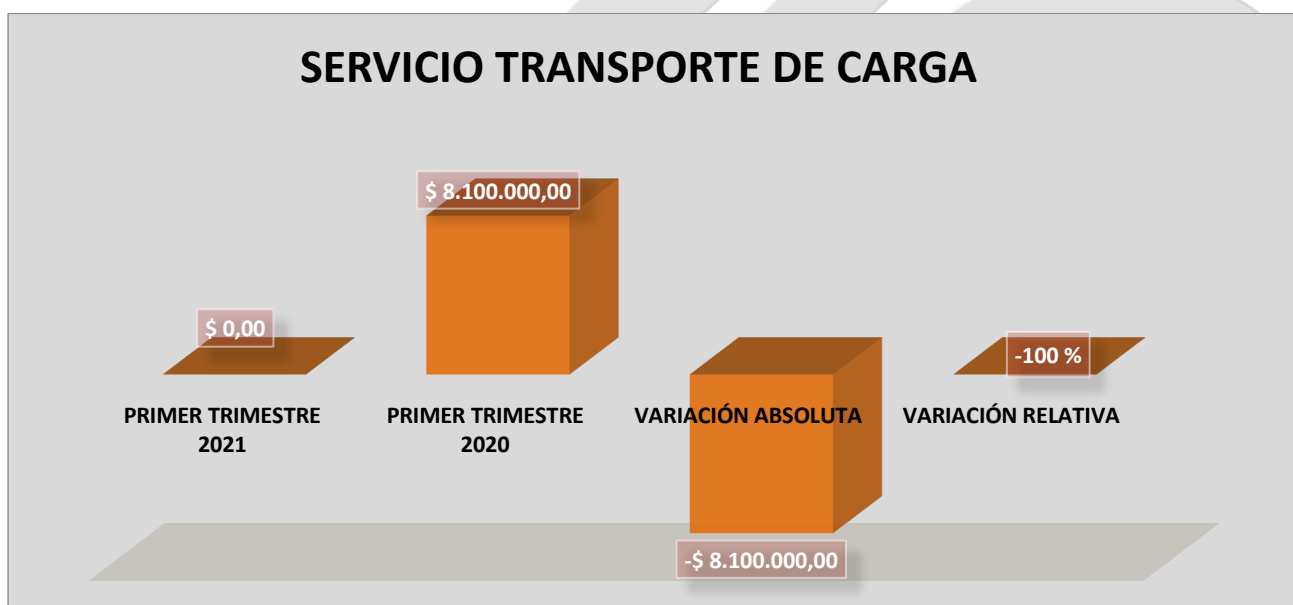 SERVICIO TRANSPORTE DE CARGA
$ 8.100.000,00
$ 0,00
-100 %
PRIMER TRIMESTRE
2021
PRIMER TRIMESTRE
2020
VARIACIÓN ABSOLUTA
VARIACIÓN RELATIVA
-$ 8.100.000,00